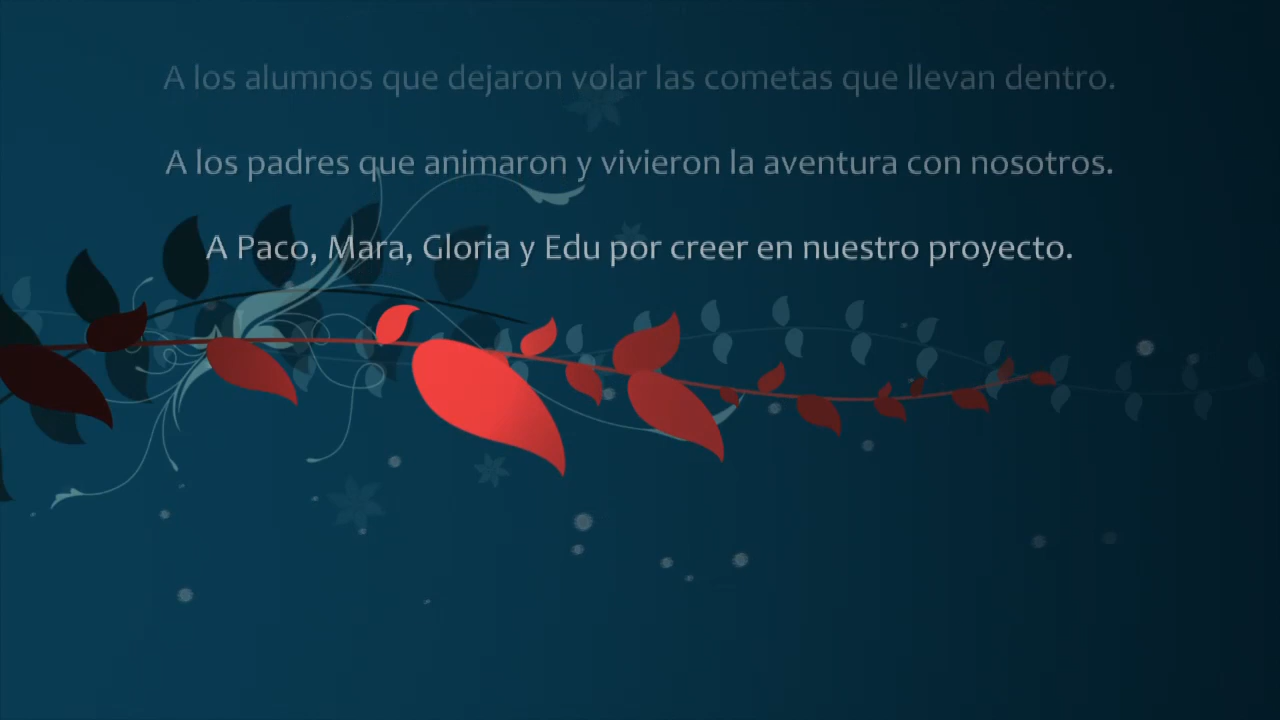 A los alumnos que dejaron volar las cometas que llevan dentro.
A los padres que animaron y vivieron la aventura con nosotros.
A Paco, Mara, Gloria y Edu por creer en nuestro proyecto.